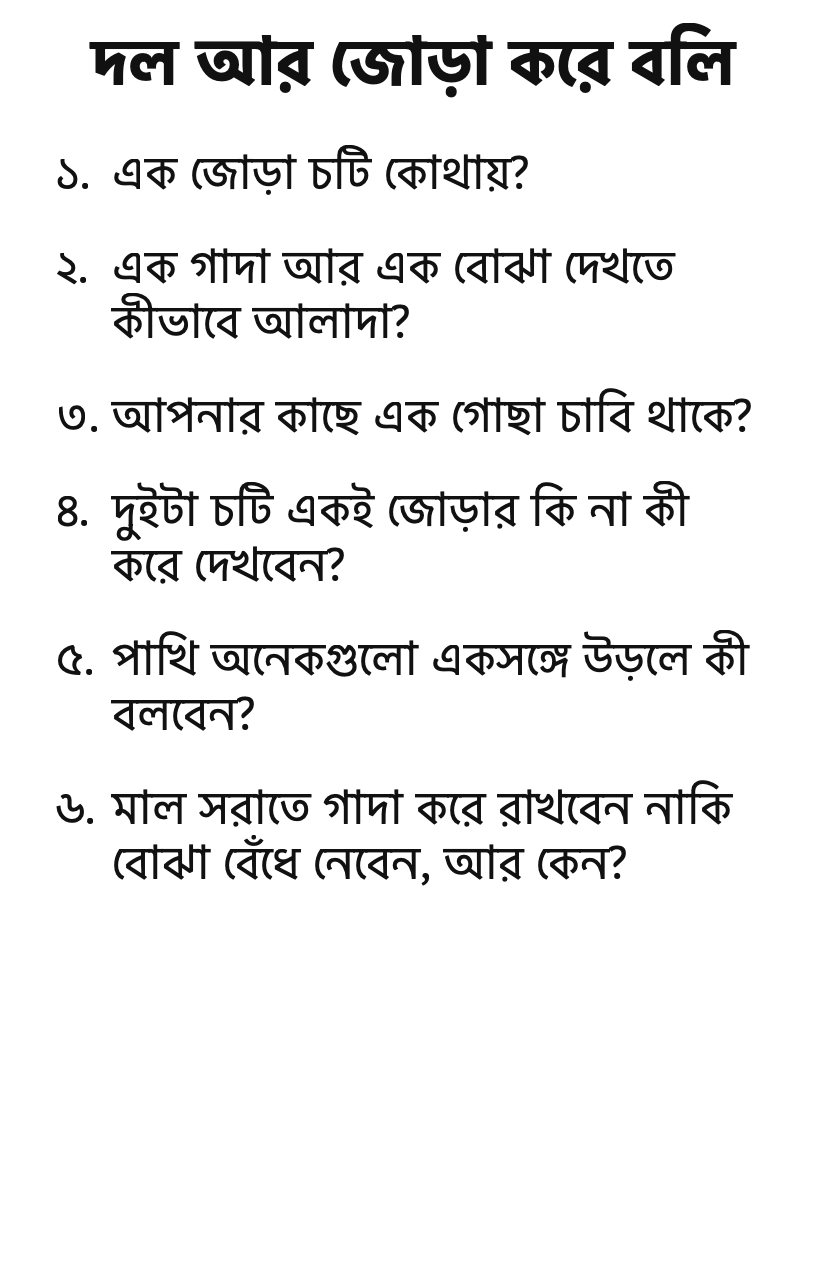 দল আর জোড়া করে বলি
১. এক জোড়া চটি কোথায়?
২. এক গাদা আর এক বোঝা দেখতে
কীভাবে আলাদা?
৩. আপনার কাছে এক গোছা চাবি থাকে?
৪. দুইটা চটি একই জোড়ার কি না কী
করে দেখবেন?
৫. পাখি অনেকগুলো একসঙ্গে উড়লে কী
বলবেন?
৬. মাল সরাতে গাদা করে রাখবেন নাকি
বোঝা বেঁধে নেবেন, আর কেন?